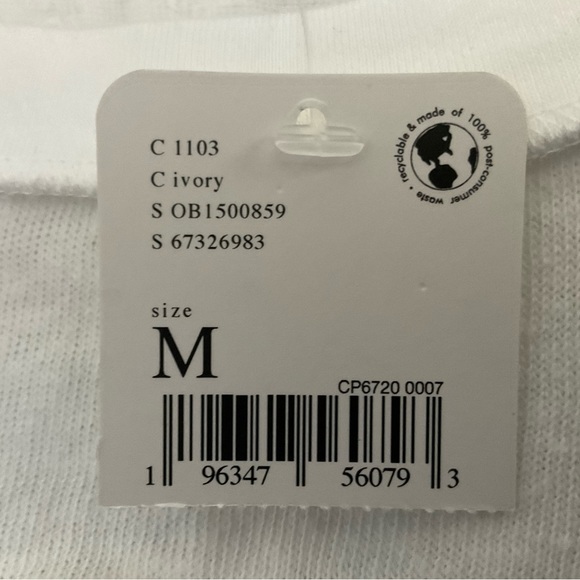 C 1103
C ivory
S OB1500859
S 67326983
recyclable & made of 100% post-consumer waste •
size
M
CP6720 0007
1 96347 56079 3